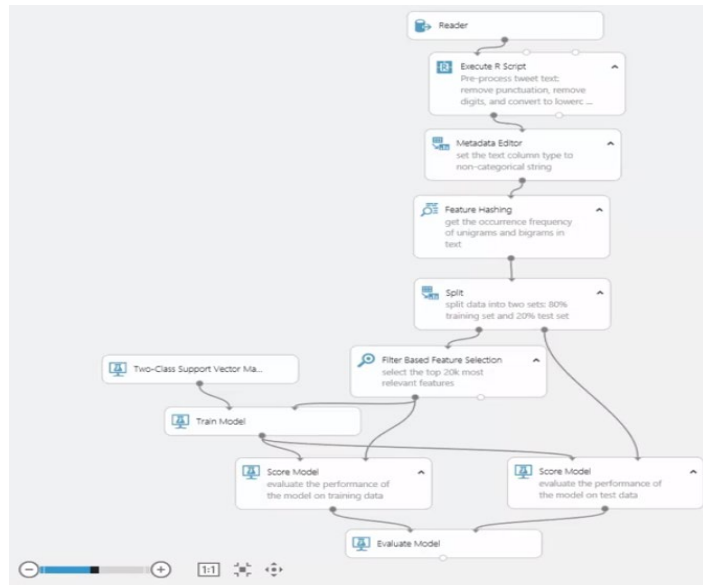 Reader
Execute R Script
Pre-process tweet text:
remove punctuation, remove
digits, and convert to lowerc ...
Metadata Editor
set the text column type to
non-categorical string
Feature Hashing
get the occurrence frequency
of unigrams and bigrams in
text
Split
split data into two sets: 80%
training set and 20% test set
Filter Based Feature Selection
select the top 20k most
relevant features
Two-Class Support Vector Ma...
Train Model
Score Model
evaluate the performance of
the model on training data
Score Model
evaluate the performance of
the model on test data
Evaluate Model
1:1